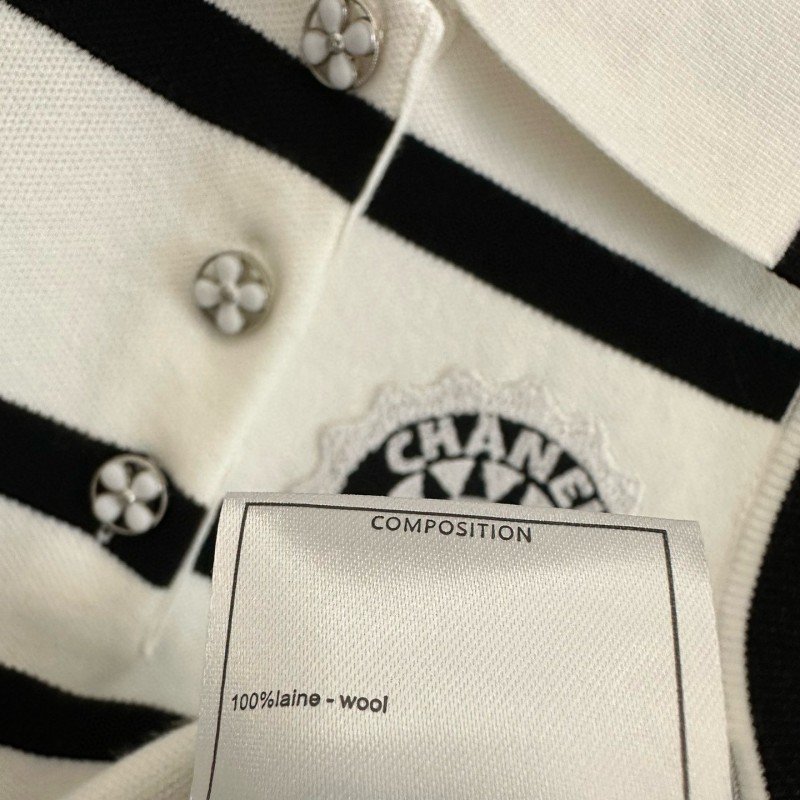 CHANEL
COMPOSITION
100%laine - wool